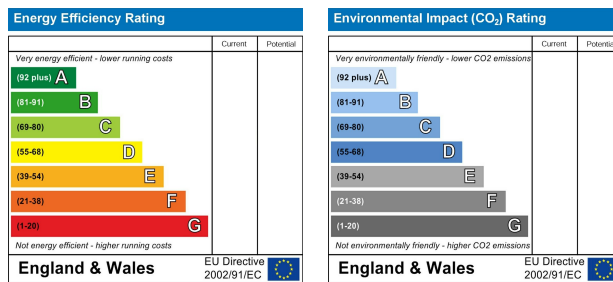 Energy Efficiency Rating
Current Potential
Very energy efficient - lower running costs
(92 plus) A
(81-91) B
(69-80) C
(55-68) D
(39-54) E
(21-38) F
(1-20) G
Not energy efficient - higher running costs
England & Wales
EU Directive
2002/91/EC
Environmental Impact (CO₂) Rating
Current Potential
Very environmentally friendly - lower CO2 emissions
(92 plus) A
(81-91) B
(69-80) C
(55-68) D
(39-54) E
(21-38) F
(1-20) G
Not environmentally friendly - higher CO2 emissions
England & Wales
EU Directive
2002/91/EC